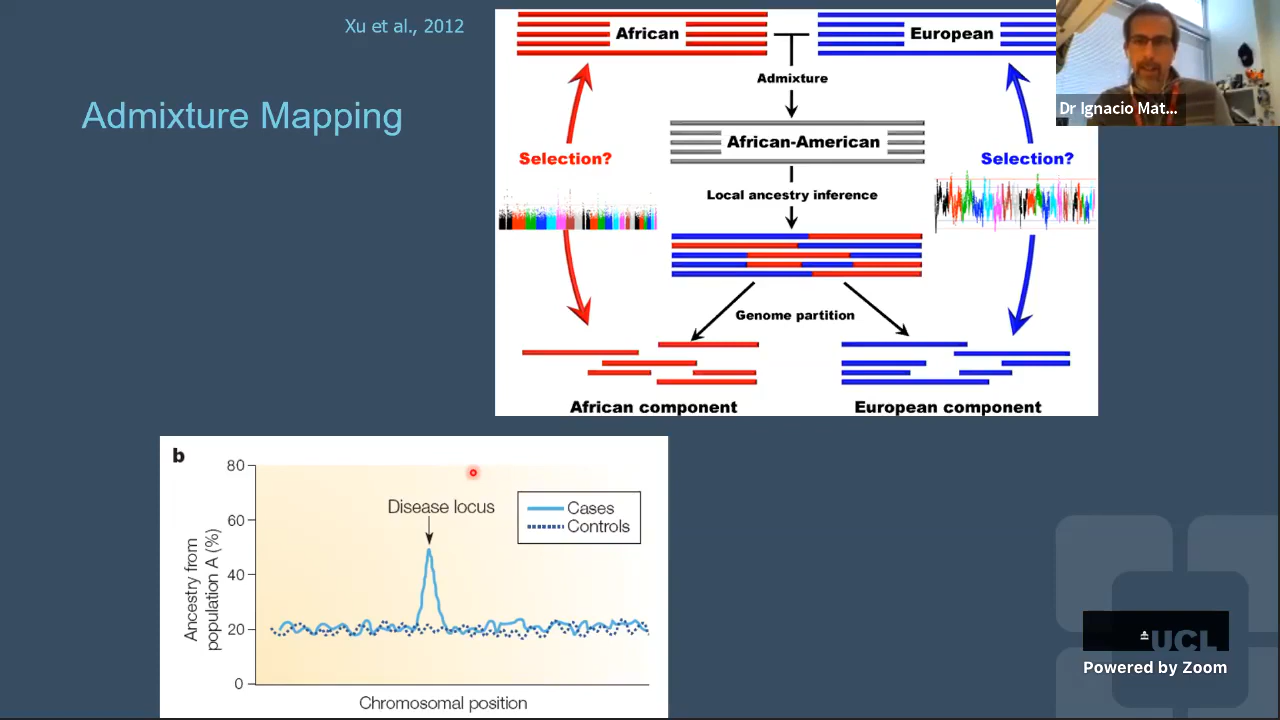 Xu et al., 2012
Admixture Mapping
African
European
Admixture
African-American
Selection?
Selection?
Local ancestry inference
Genome partition
African component
European component
Dr Ignacio Mat...
b
80
60
40
20
0
Ancestry from
population A (%)
Disease locus
Cases
Controls
Chromosomal position
UCL
Powered by Zoom